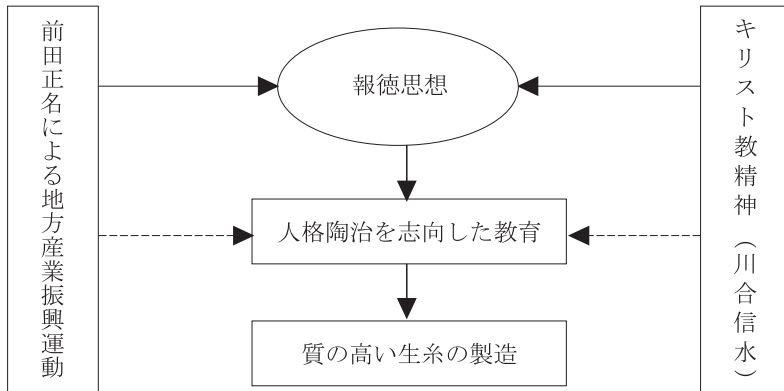 前田正名による地方産業振興運動
報徳思想
人格陶冶を志向した教育
質の高い生糸の製造
キリスト教精神（川合信水）